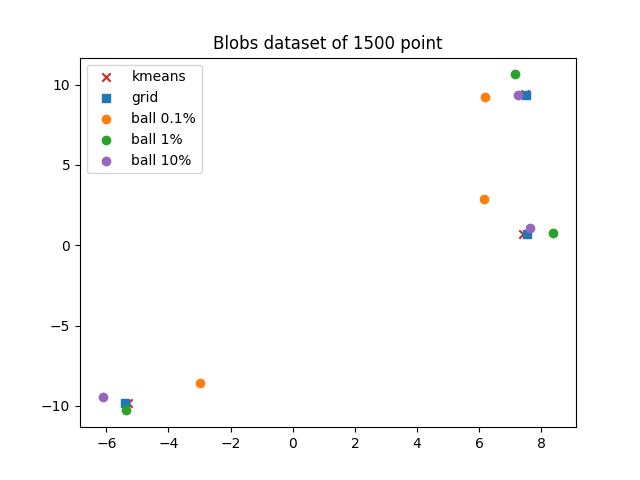 Blobs dataset of 1500 point
kmeans
grid
ball 0.1%
ball 1%
ball 10%
10
5
0
−5
−10
−6 −4 −2 0 2 4 6 8